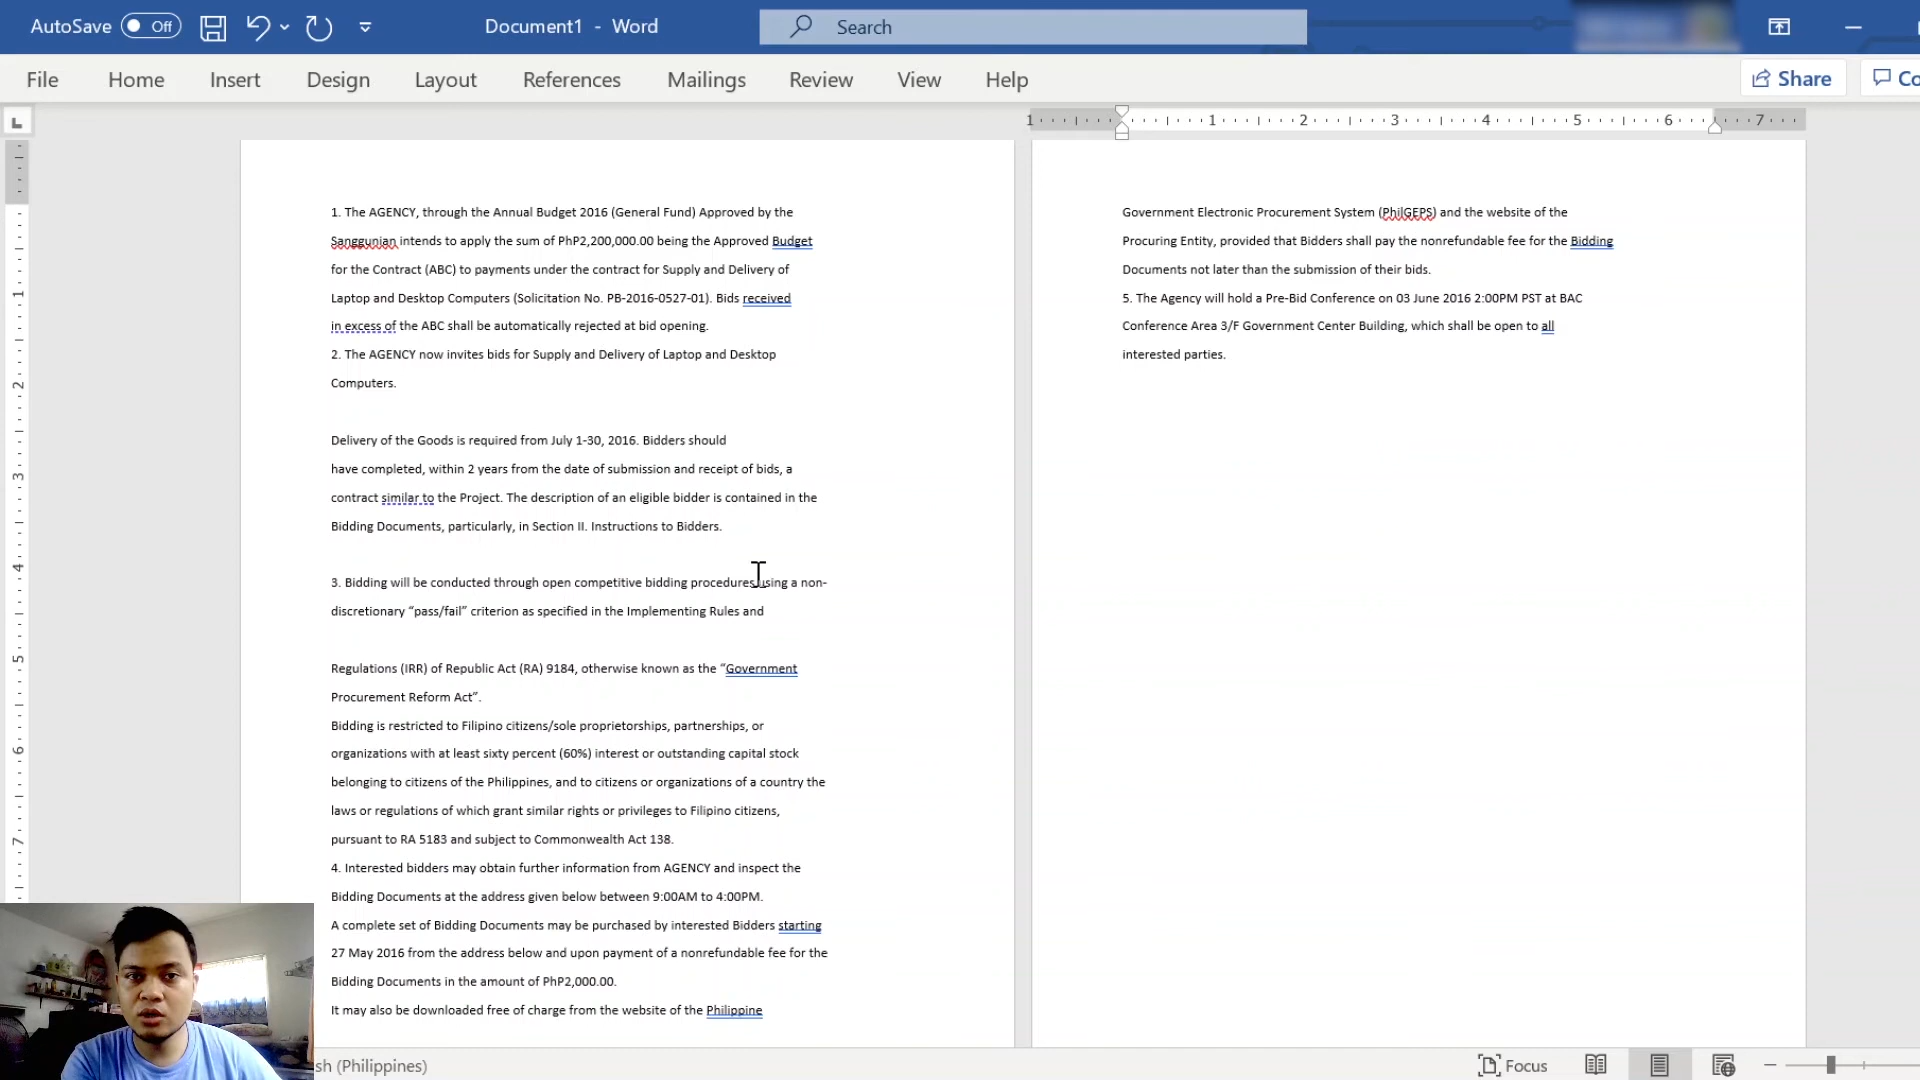 AutoSave Off Document1 - Word Search
File Home Insert Design Layout References Mailings Review View Help Share Co
1 1 2 3 4 5 6 7
1. The AGENCY, through the Annual Budget 2016 (General Fund) Approved by the
Sanggunian intends to apply the sum of PhP2,200,000.00 being the Approved Budget
for the Contract (ABC) to payments under the contract for Supply and Delivery of
Laptop and Desktop Computers (Solicitation No. PB-2016-0527-01). Bids received
in excess of the ABC shall be automatically rejected at bid opening.
2. The AGENCY now invites bids for Supply and Delivery of Laptop and Desktop
Computers.
Delivery of the Goods is required from July 1-30, 2016. Bidders should
have completed, within 2 years from the date of submission and receipt of bids, a
contract similar to the Project. The description of an eligible bidder is contained in the
Bidding Documents, particularly, in Section II. Instructions to Bidders.
3. Bidding will be conducted through open competitive bidding procedures using a non-
discretionary “pass/fail” criterion as specified in the Implementing Rules and
Regulations (IRR) of Republic Act (RA) 9184, otherwise known as the “Government
Procurement Reform Act”.
Bidding is restricted to Filipino citizens/sole proprietorships, partnerships, or
organizations with at least sixty percent (60%) interest or outstanding capital stock
belonging to citizens of the Philippines, and to citizens or organizations of a country the
laws or regulations of which grant similar rights or privileges to Filipino citizens,
pursuant to RA 5183 and subject to Commonwealth Act 138.
4. Interested bidders may obtain further information from AGENCY and inspect the
Bidding Documents at the address given below between 9:00AM to 4:00PM.
A complete set of Bidding Documents may be purchased by interested Bidders starting
27 May 2016 from the address below and upon payment of a nonrefundable fee for the
Bidding Documents in the amount of PhP2,000.00.
It may also be downloaded free of charge from the website of the Philippine
Government Electronic Procurement System (PhilGEPS) and the website of the
Procuring Entity, provided that Bidders shall pay the nonrefundable fee for the Bidding
Documents not later than the submission of their bids.
5. The Agency will hold a Pre-Bid Conference on 03 June 2016 2:00PM PST at BAC
Conference Area 3/F Government Center Building, which shall be open to all
interested parties.
1
2
3
4
5
6
7
sh (Philippines) Focus